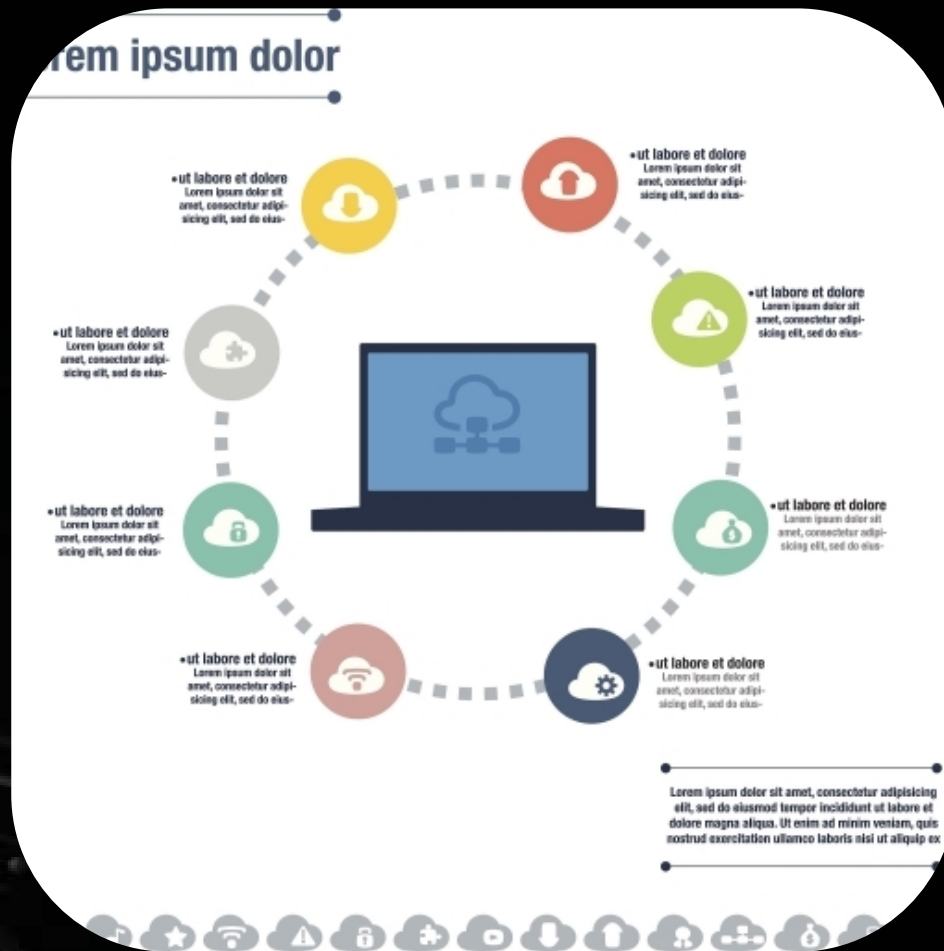 rem ipsum dolor
•ut labore et dolore
Lorem ipsum dolor sit
amet, consectetur adipi-
sicing elit, sed do eius-
•ut labore et dolore
Lorem ipsum dolor sit
amet, consectetur adipi-
sicing elit, sed do eius-
•ut labore et dolore
Lorem ipsum dolor sit
amet, consectetur adipi-
sicing elit, sed do eius-
•ut labore et dolore
Lorem ipsum dolor sit
amet, consectetur adipi-
sicing elit, sed do eius-
•ut labore et dolore
Lorem ipsum dolor sit
amet, consectetur adipi-
sicing elit, sed do eius-
•ut labore et dolore
Lorem ipsum dolor sit
amet, consectetur adipi-
sicing elit, sed do eius-
•ut labore et dolore
Lorem ipsum dolor sit
amet, consectetur adipi-
sicing elit, sed do eius-
•ut labore et dolore
Lorem ipsum dolor sit
amet, consectetur adipi-
sicing elit, sed do eius-
Lorem ipsum dolor sit amet, consectetur adipisicing
elit, sed do eiusmod tempor incididunt ut labore et
dolore magna aliqua. Ut enim ad minim veniam, quis
nostrud exercitation ullamco laboris nisi ut aliquip ex